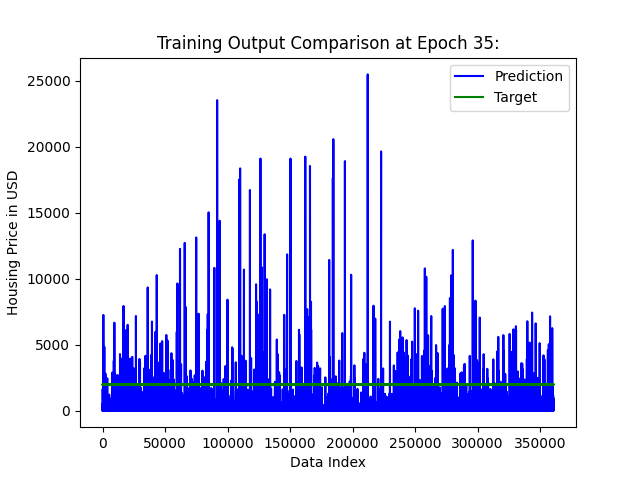 Training Output Comparison at Epoch 35:
Prediction
Target
Housing Price in USD
25000
20000
15000
10000
5000
0
0 50000 100000 150000 200000 250000 300000 350000
Data Index